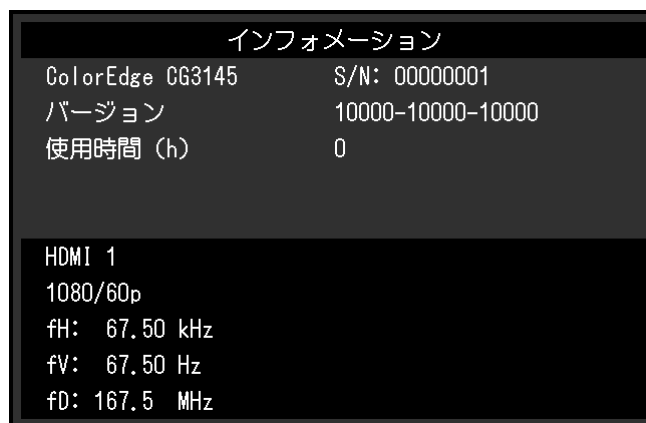 インフォメーション
ColorEdge CG3145 S/N: 00000001
バージョン 10000-10000-10000
使用時間 (h) 0
HDMI 1
1080/60p
fH: 67.50 kHz
fV: 67.50 Hz
fD: 167.5 MHz